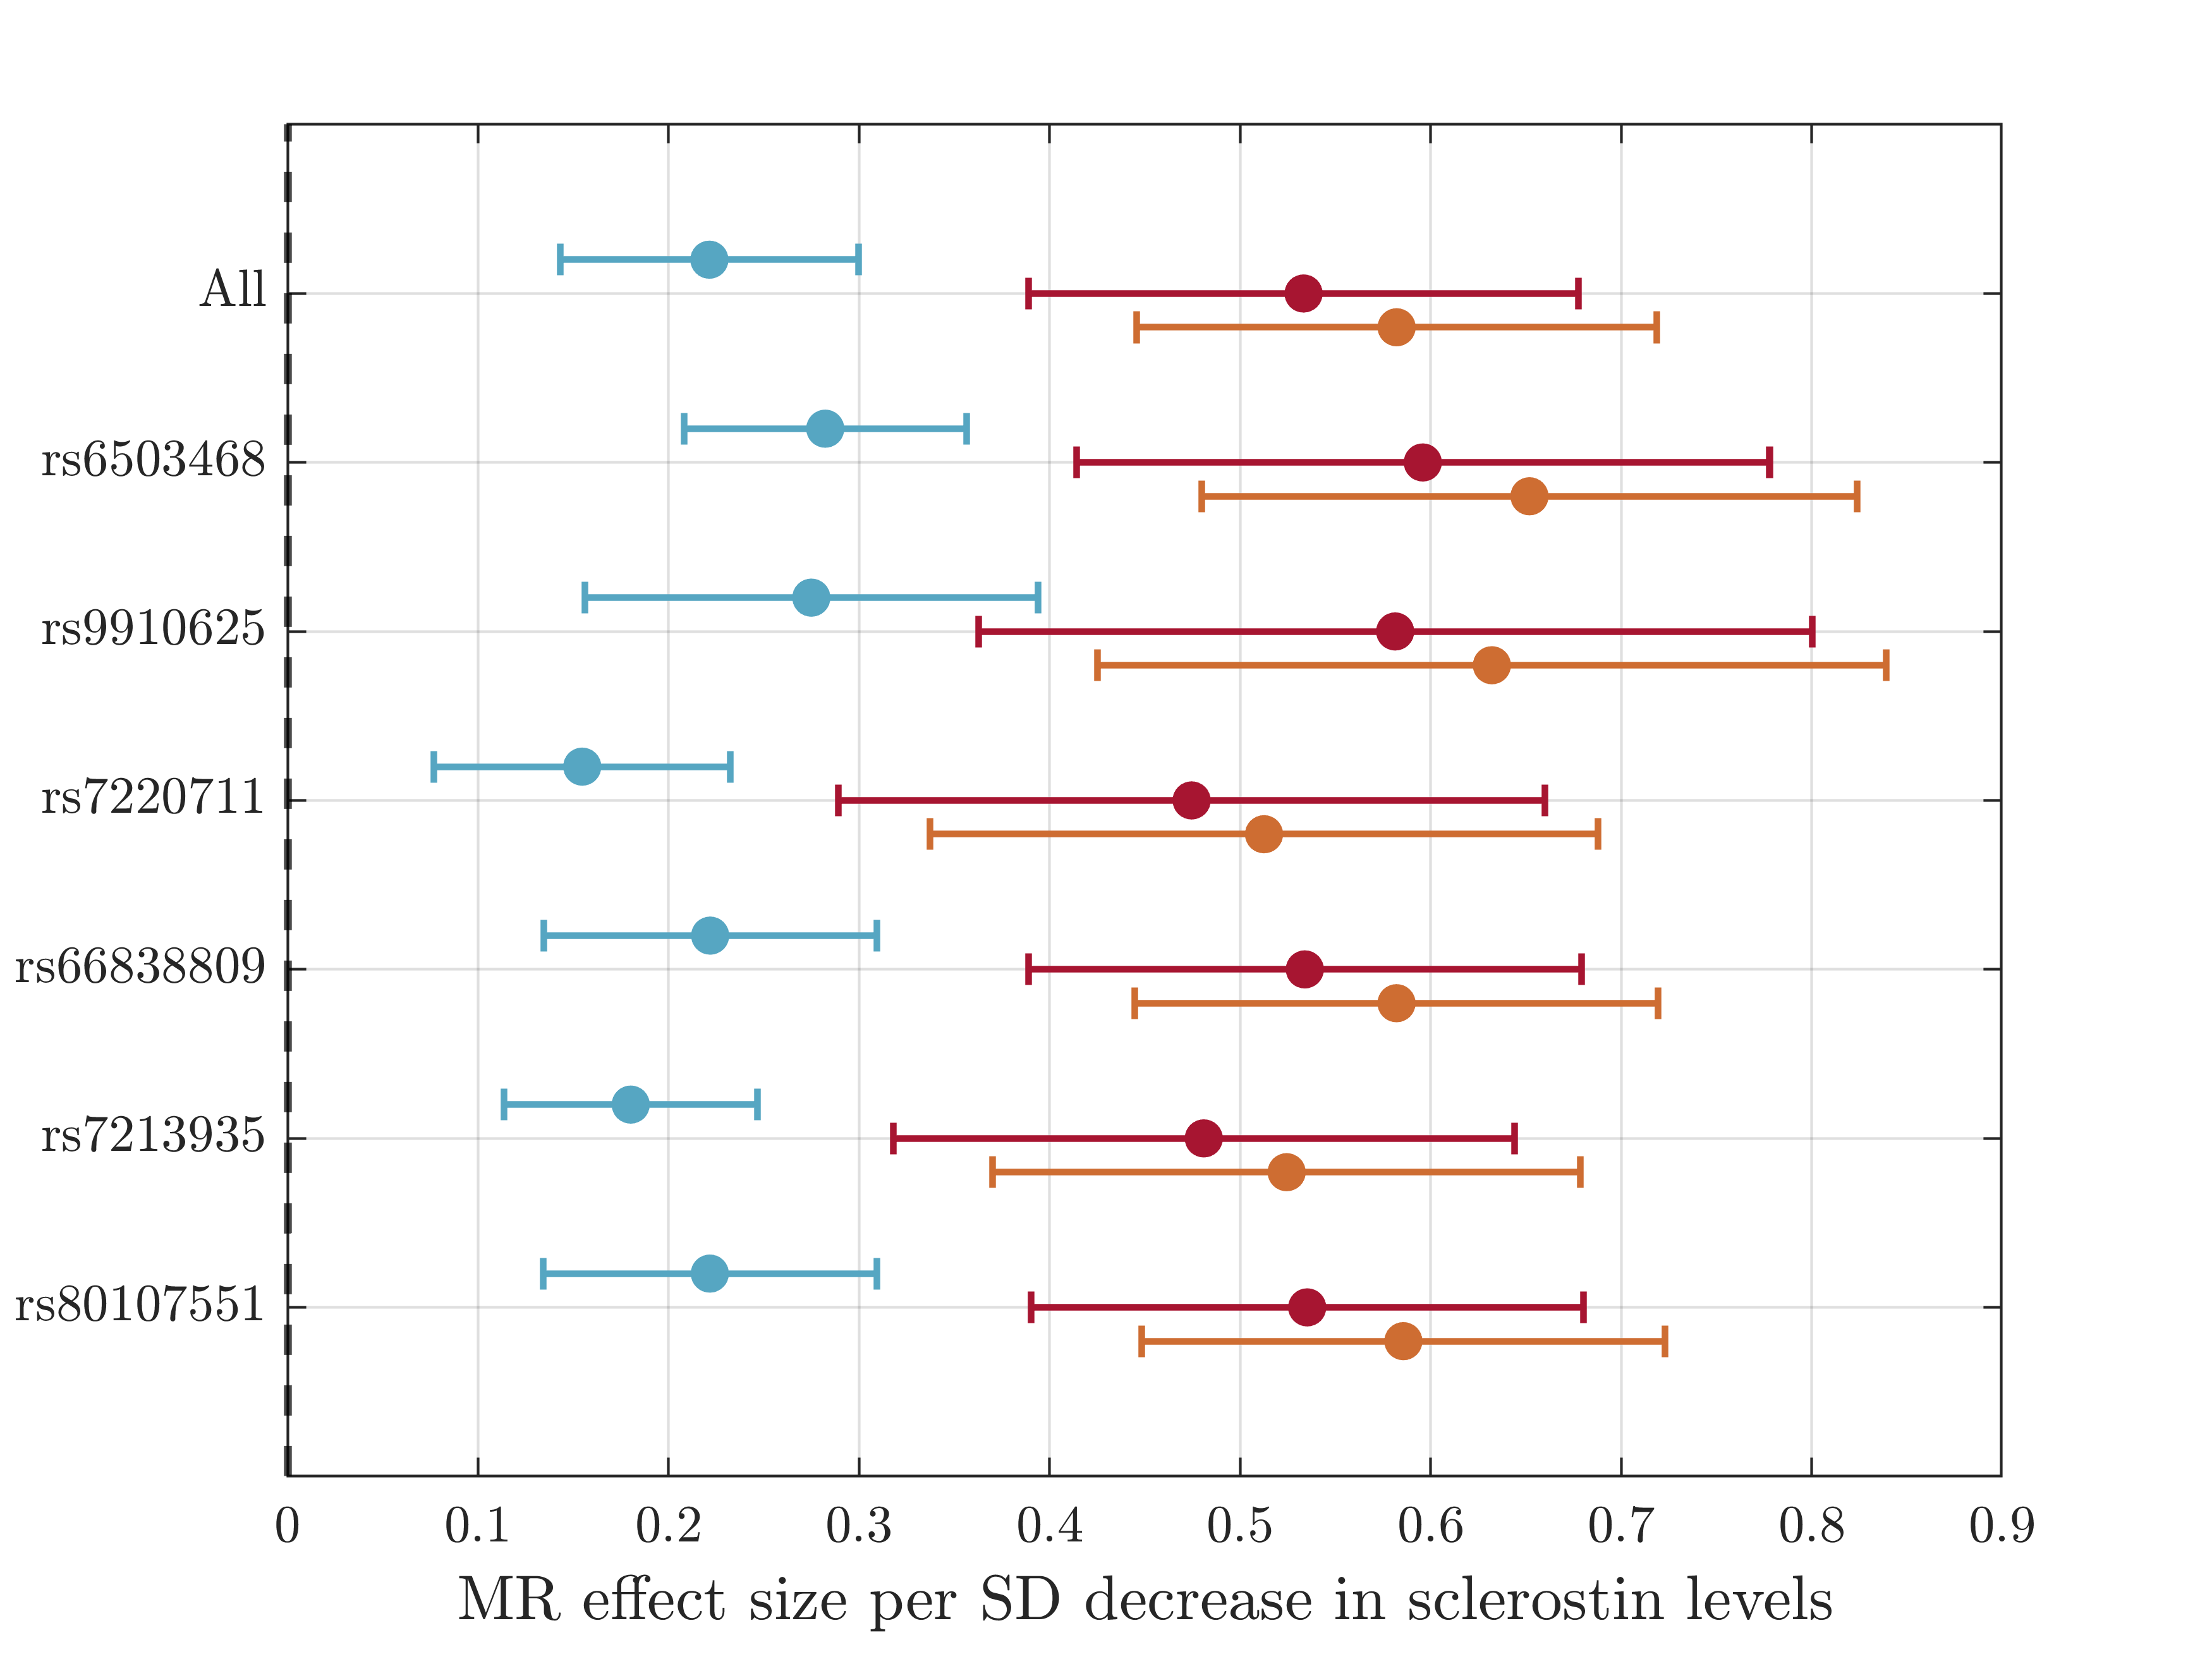 All
rs6503468
rs9910625
rs7220711
rs66838809
rs7213935
rs80107551
0 0.1 0.2 0.3 0.4 0.5 0.6 0.7 0.8 0.9
MR effect size per SD decrease in sclerostin levels